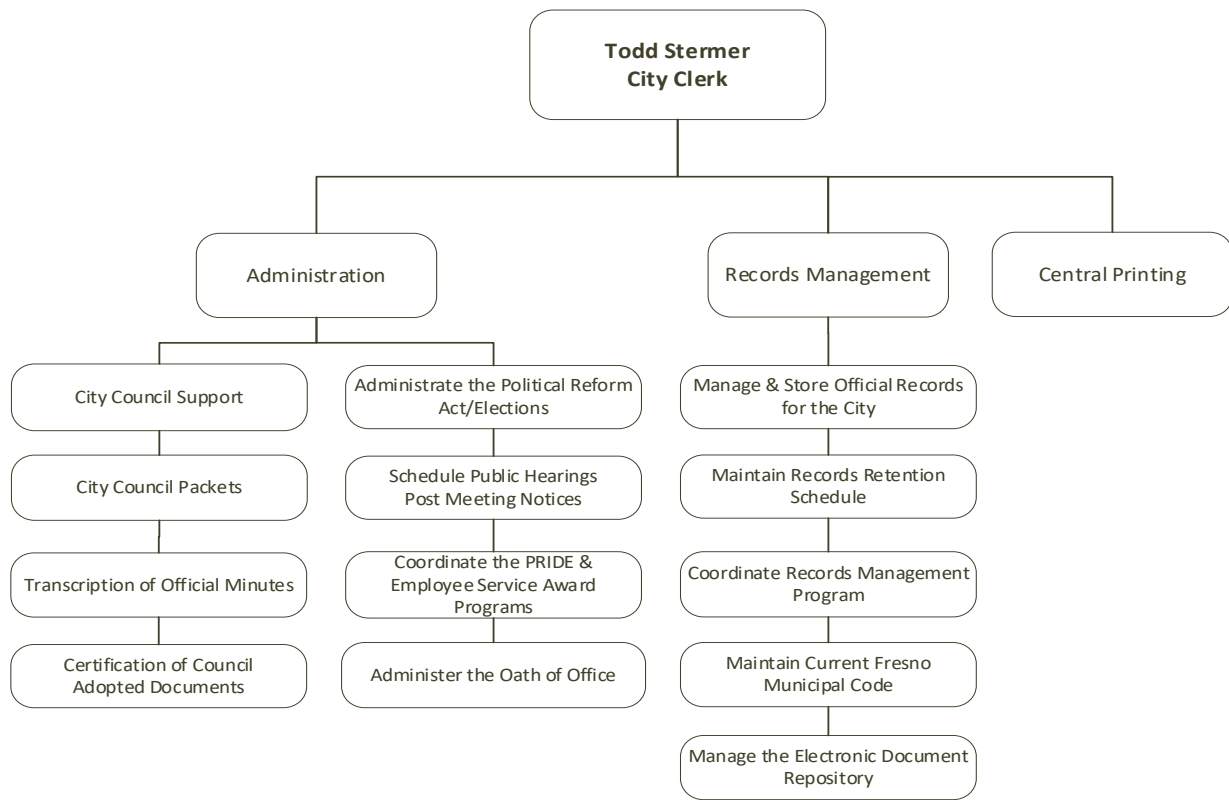 Todd Stermer
City Clerk
Administration
Records Management
Central Printing
City Council Support
City Council Packets
Transcription of Official Minutes
Certification of Council
Adopted Documents
Administrate the Political Reform
Act/Elections
Schedule Public Hearings
Post Meeting Notices
Coordinate the PRIDE &
Employee Service Award
Programs
Administer the Oath of Office
Manage & Store Official Records
for the City
Maintain Records Retention
Schedule
Coordinate Records Management
Program
Maintain Current Fresno
Municipal Code
Manage the Electronic Document
Repository